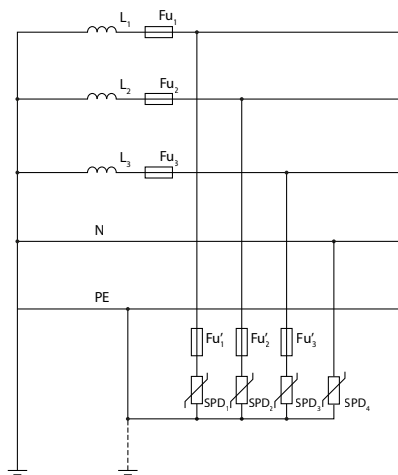 L₁ Fu₁
L₂ Fu₂
L₃ Fu₃
N
PE
Fu′₁ Fu′₂ Fu′₃
SPD₁ SPD₂ SPD₃ SPD₄